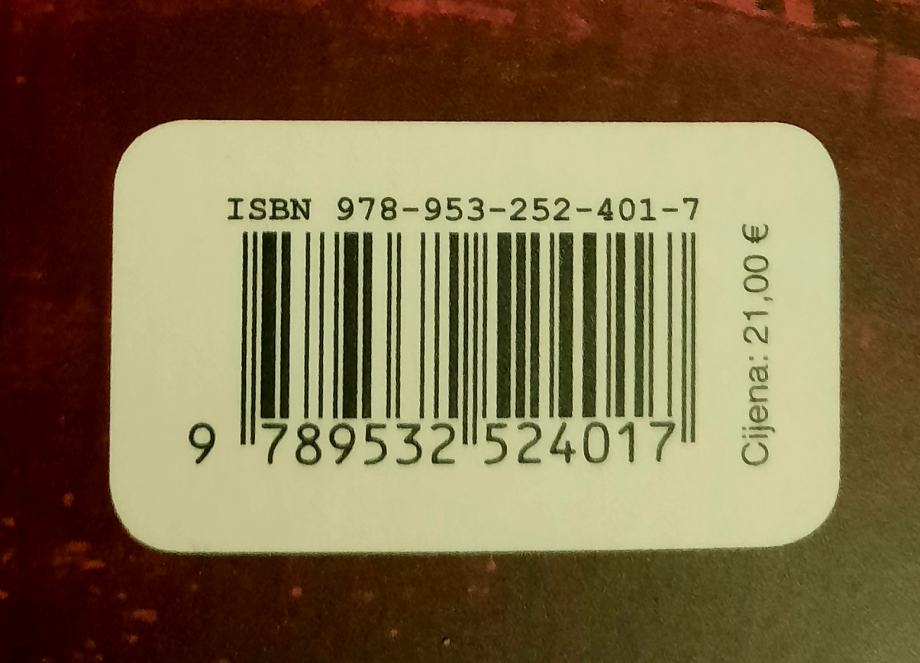 ISBN 978-953-252-401-7
9 789532 524017
Cijena: 21,00 €